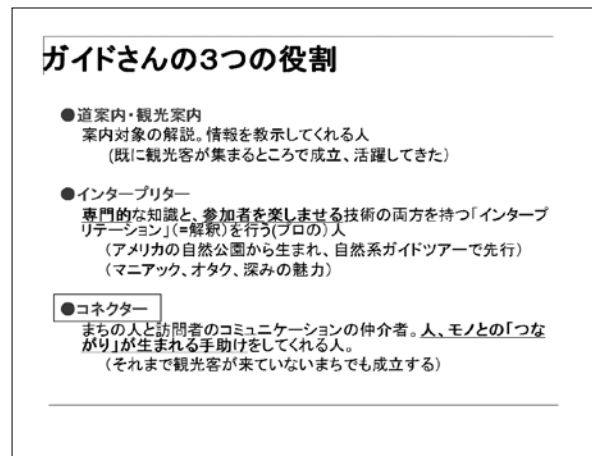 ガイドさんの3つの役割
●道案内・観光案内
案内対象の解説。情報を教示してくれる人
(既に観光客が集まるところで成立、活躍してきた)
●インタープリター
専門的な知識と、参加者を楽しませる技術の両方を持つ「インタープ
リテーション」(=解釈)を行う(プロの)人
(アメリカの自然公園から生まれ、自然系ガイドツアーで先行)
(マニアック、オタク、深みの魅力)
●コネクター
まちの人と訪問者のコミュニケーションの仲介者。人、モノとの「つな
がり」が生まれる手助けをしてくれる人。
(それまで観光客が来ていないまちでも成立する)